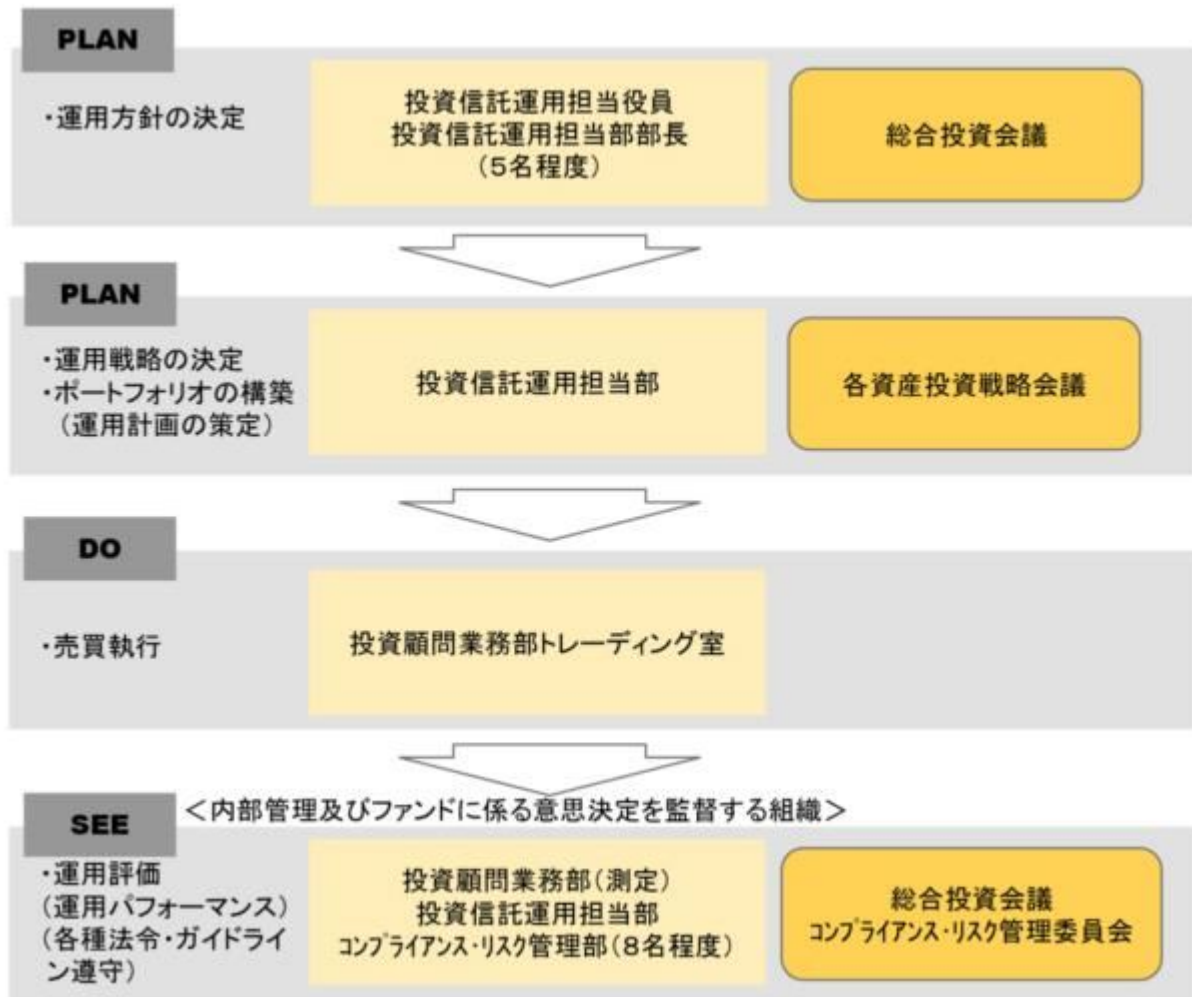 PLAN
・運用方針の決定
投資信託運用担当役員
投資信託運用担当部部長
(5名程度)
総合投資会議
PLAN
・運用戦略の決定
・ポートフォリオの構築
（運用計画の策定）
投資信託運用担当部
各資産投資戦略会議
DO
・売買執行
投資顧問業務部トレーディング室
＜内部管理及びファンドに係る意思決定を監督する組織＞
SEE
・運用評価
(運用パフォーマンス)
(各種法令・ガイドライ
ン遵守)
投資顧問業務部(測定)
投資信託運用担当部
ｺﾝﾌﾟﾗｲｱﾝｽ・ﾘｽｸ管理部(8名程度)
総合投資会議
ｺﾝﾌﾟﾗｲｱﾝｽ・ﾘｽｸ管理委員会